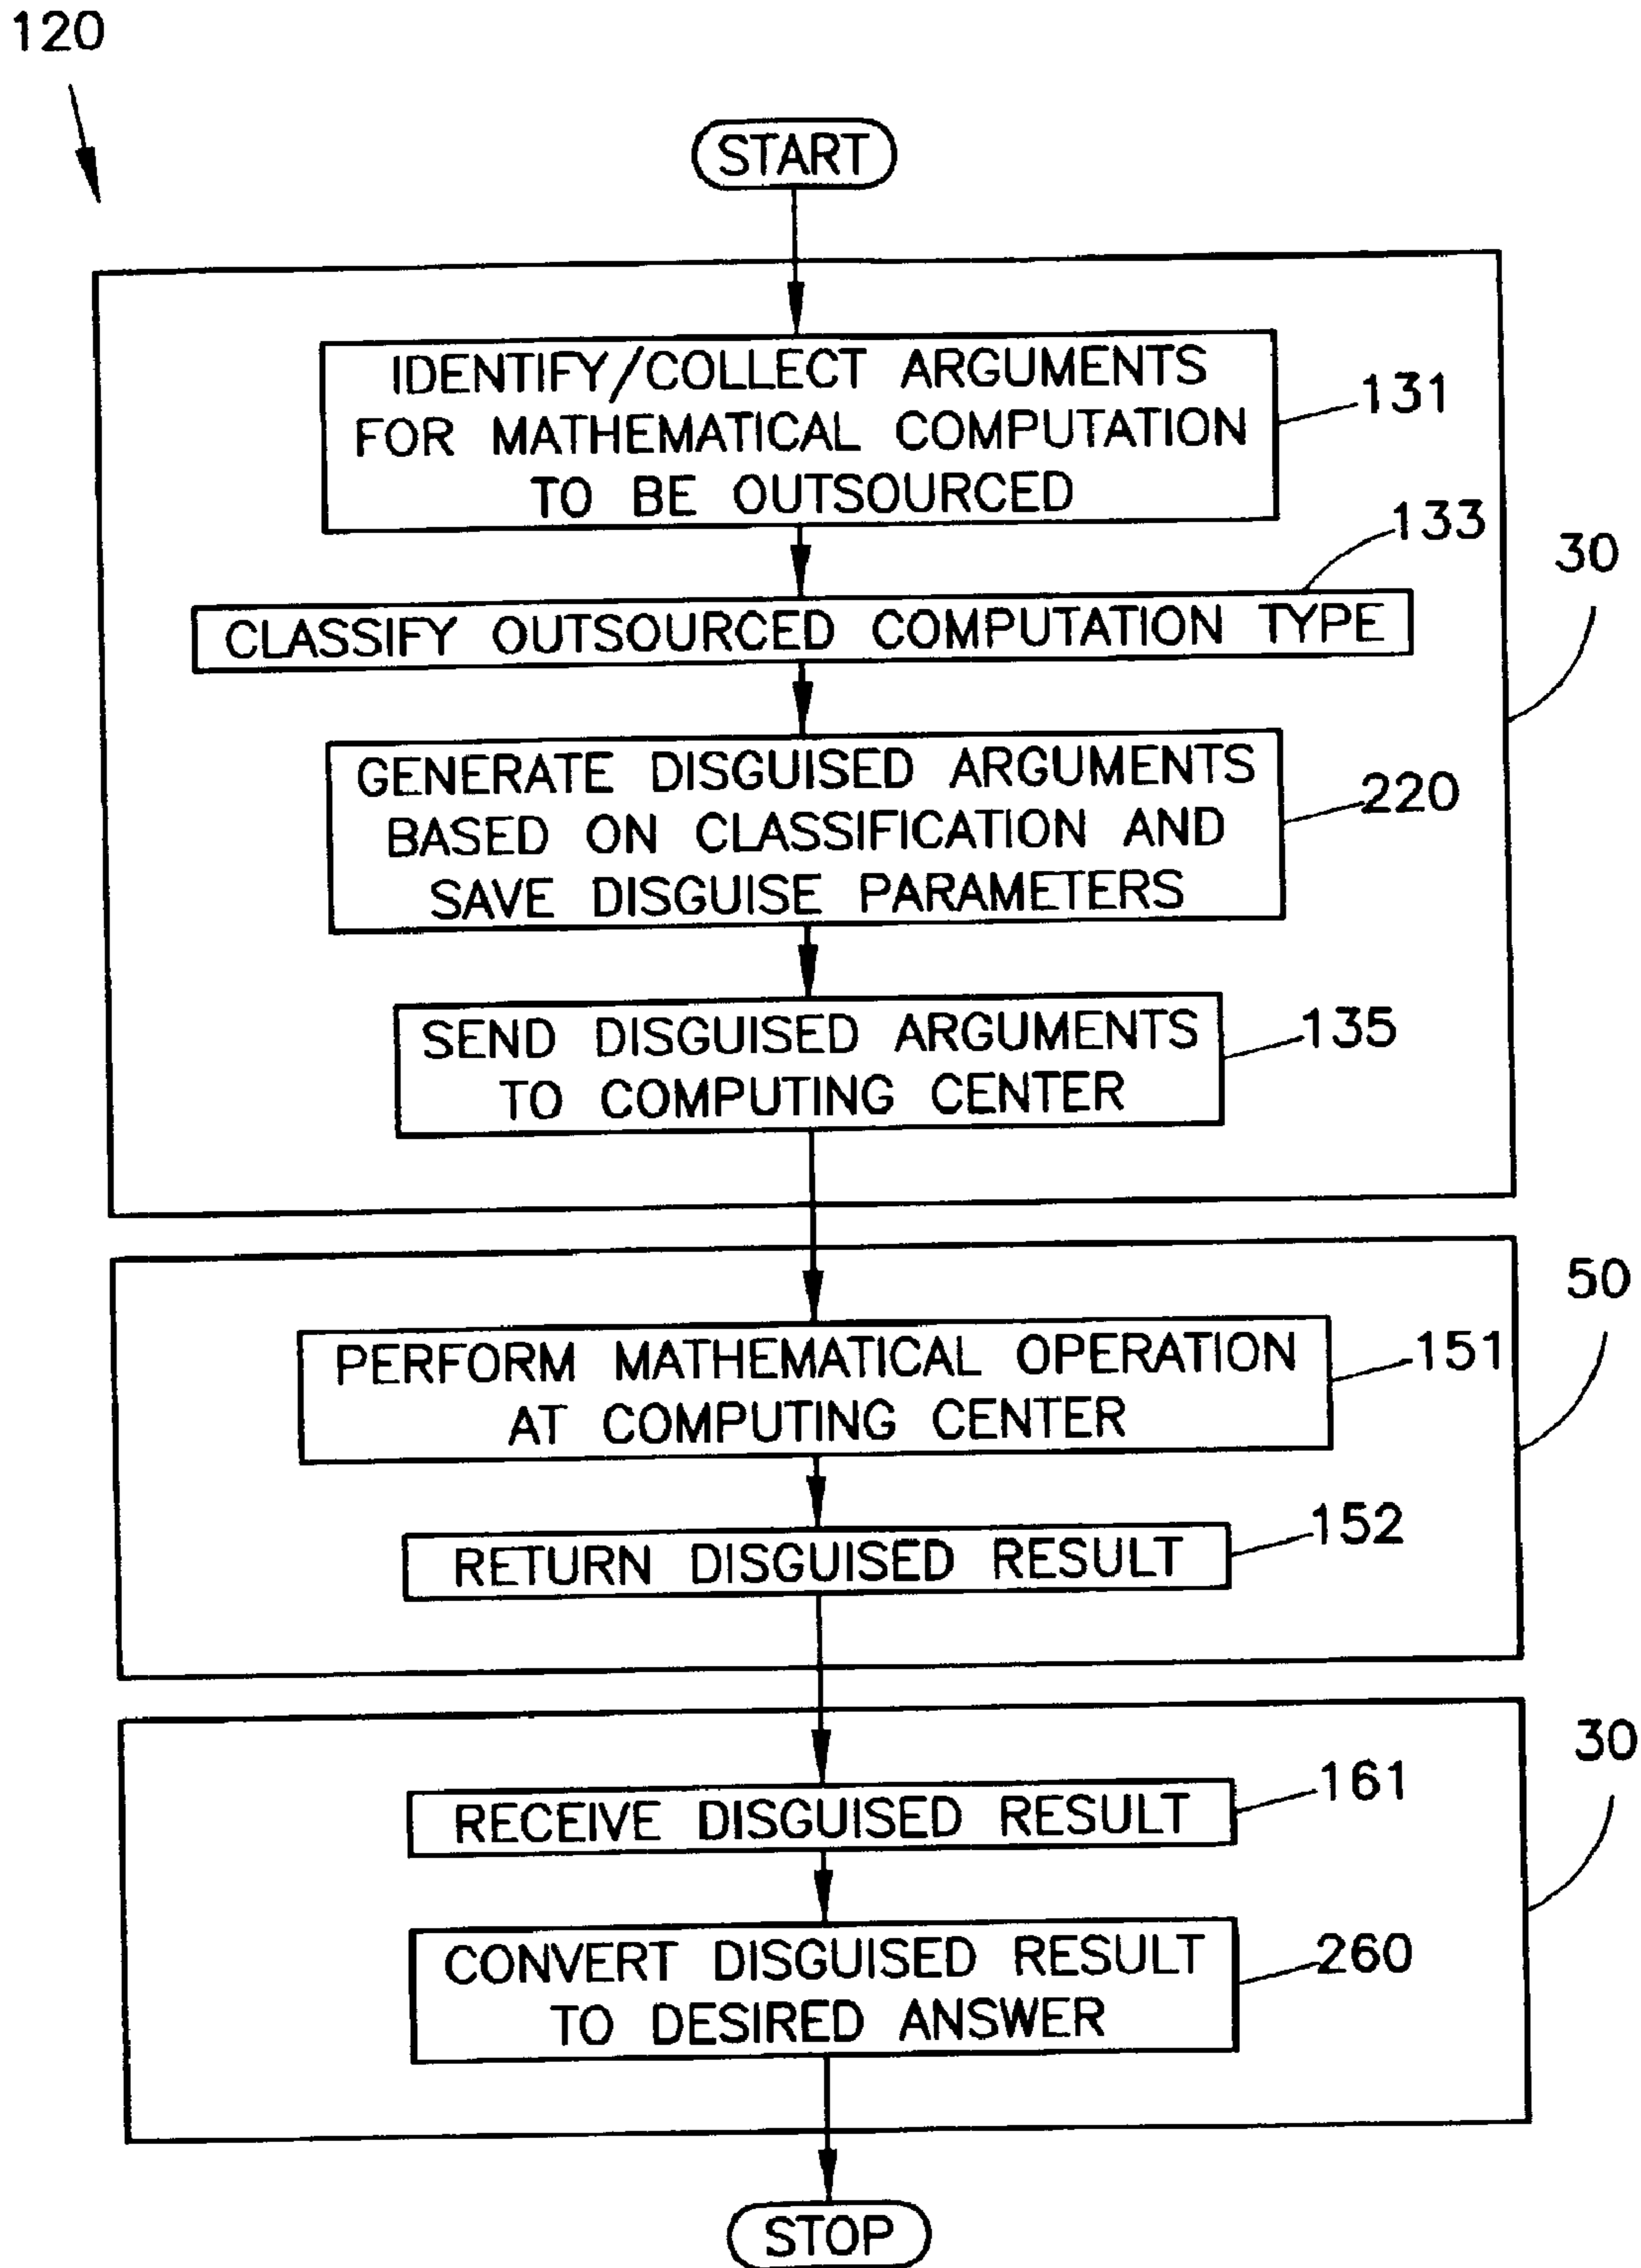 120
START
IDENTIFY/COLLECT ARGUMENTS
FOR MATHEMATICAL COMPUTATION
TO BE OUTSOURCED
131
133
CLASSIFY OUTSOURCED COMPUTATION TYPE
30
GENERATE DISGUISED ARGUMENTS
BASED ON CLASSIFICATION AND
SAVE DISGUISE PARAMETERS
220
SEND DISGUISED ARGUMENTS
TO COMPUTING CENTER
135
50
PERFORM MATHEMATICAL OPERATION
AT COMPUTING CENTER
151
RETURN DISGUISED RESULT
152
30
RECEIVE DISGUISED RESULT
161
CONVERT DISGUISED RESULT
TO DESIRED ANSWER
260
STOP